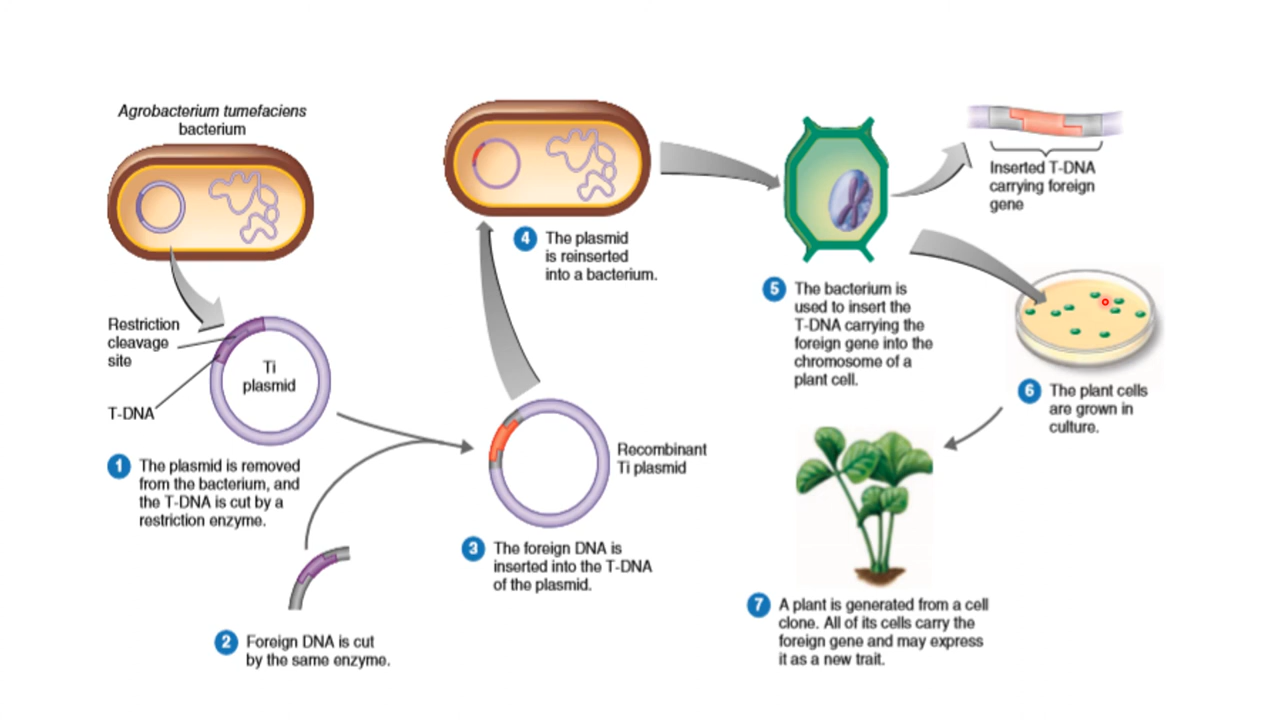 Agrobacterium tumefaciens
bacterium
Restriction
cleavage
site
T-DNA
Ti
plasmid
1 The plasmid is removed
from the bacterium, and
the T-DNA is cut by a
restriction enzyme.
2 Foreign DNA is cut
by the same enzyme.
3 The foreign DNA is
inserted into the T-DNA
of the plasmid.
Recombinant
Ti plasmid
4 The plasmid
is reinserted
into a bacterium.
5 The bacterium is
used to insert the
T-DNA carrying the
foreign gene into the
chromosome of a
plant cell.
Inserted T-DNA
carrying foreign
gene
6 The plant cells
are grown in
culture.
7 A plant is generated from a cell
clone. All of its cells carry the
foreign gene and may express
it as a new trait.